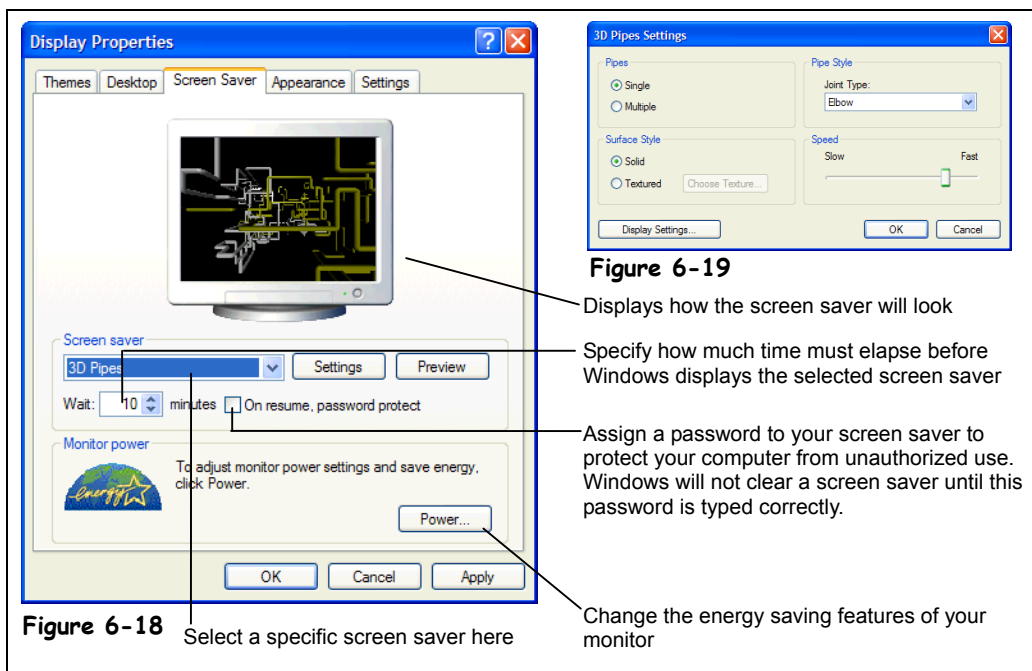 Display Properties
Themes Desktop Screen Saver Appearance Settings
Screen saver
3D Pipes Settings Preview
Wait: 10 minutes On resume, password protect
Monitor power
energy
To adjust monitor power settings and save energy,
click Power.
Power...
OK Cancel Apply
Figure 6-18
Select a specific screen saver here
3D Pipes Settings
Pipes
Single
Multiple
Pipe Style
Joint Type:
Elbow
Surface Style
Solid
Textured Choose Texture...
Speed
Slow Fast
Display Settings... OK Cancel
Figure 6-19
Displays how the screen saver will look
Specify how much time must elapse before
Windows displays the selected screen saver
Assign a password to your screen saver to
protect your computer from unauthorized use.
Windows will not clear a screen saver until this
password is typed correctly.
Change the energy saving features of your
monitor